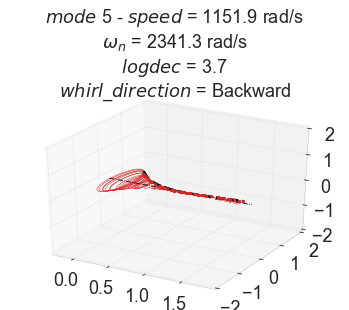 mode 5 - speed = 1151.9 rad/s
ωn = 2341.3 rad/s
logdec = 3.7
whirl_direction = Backward
2
1
0
−1
−2
2
1
0
−1
−2
0.0 0.5 1.0 1.5